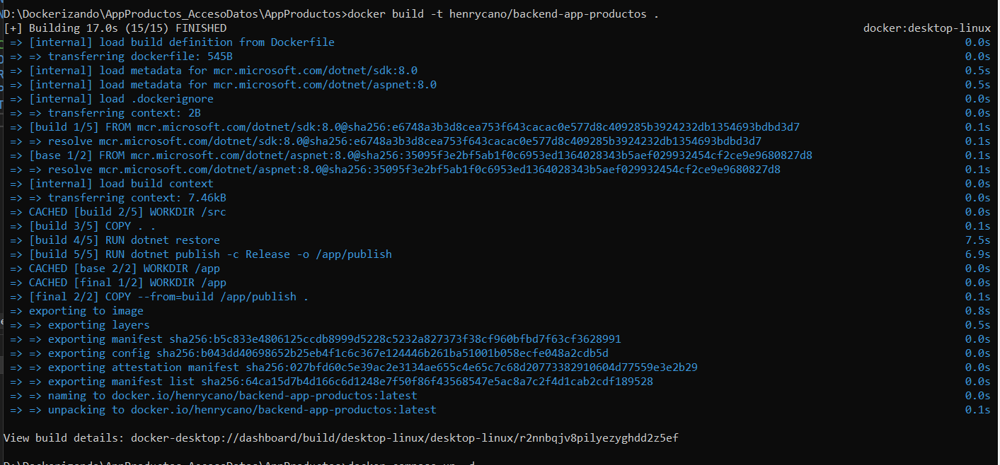 D:\Dockerizando\AppProductos_AccesoDatos\AppProductos>docker build -t henrycano/backend-app-productos .
[+] Building 17.0s (15/15) FINISHED docker:desktop-linux
=> [internal] load build definition from Dockerfile 0.0s
=> => transferring dockerfile: 545B 0.0s
=> [internal] load metadata for mcr.microsoft.com/dotnet/sdk:8.0 0.5s
=> [internal] load metadata for mcr.microsoft.com/dotnet/aspnet:8.0 0.5s
=> [internal] load .dockerignore 0.0s
=> => transferring context: 2B 0.0s
=> [build 1/5] FROM mcr.microsoft.com/dotnet/sdk:8.0@sha256:e6748a3b3d8cea753f643cacac0e577d8c409285b3924232db1354693bdbd3d7 0.1s
=> => resolve mcr.microsoft.com/dotnet/sdk:8.0@sha256:e6748a3b3d8cea753f643cacac0e577d8c409285b3924232db1354693bdbd3d7 0.1s
=> [base 1/2] FROM mcr.microsoft.com/dotnet/aspnet:8.0@sha256:35095f3e2bf5ab1f0c6953ed1364028343b5aef029932454cf2ce9e9680827d8 0.1s
=> => resolve mcr.microsoft.com/dotnet/aspnet:8.0@sha256:35095f3e2bf5ab1f0c6953ed1364028343b5aef029932454cf2ce9e9680827d8 0.1s
=> [internal] load build context 0.0s
=> => transferring context: 7.46kB 0.0s
=> CACHED [build 2/5] WORKDIR /src 0.0s
=> [build 3/5] COPY . . 0.1s
=> [build 4/5] RUN dotnet restore 7.5s
=> [build 5/5] RUN dotnet publish -c Release -o /app/publish 6.9s
=> CACHED [base 2/2] WORKDIR /app 0.0s
=> CACHED [final 1/2] WORKDIR /app 0.0s
=> [final 2/2] COPY --from=build /app/publish . 0.1s
=> exporting to image 0.8s
=> => exporting layers 0.5s
=> => exporting manifest sha256:b5c833e4806125ccdb8999d5228c5232a827373f38cf960bfbd7f63cf3628991 0.0s
=> => exporting config sha256:b043dd40698652b25eb4f1c6c367e124446b261ba51001b058ecfe048a2cdb5d 0.0s
=> => exporting attestation manifest sha256:027bfd60c5e39ac2e3134ae655c4e65c7c68d20773382910604d77559e3e2b29 0.0s
=> => exporting manifest list sha256:64ca15d7b4d166c6d1248e7f50f86f43568547e5ac8a7c2f4d1cab2cdf189528 0.0s
=> => naming to docker.io/henrycano/backend-app-productos:latest 0.0s
=> => unpacking to docker.io/henrycano/backend-app-productos:latest 0.1s
View build details: docker-desktop://dashboard/build/desktop-linux/desktop-linux/r2nnbqjv8pilyezyghdd2z5ef
D:\Dockerizando\AppProductos_AccesoDatos\AppProductos>docker-compose up -d